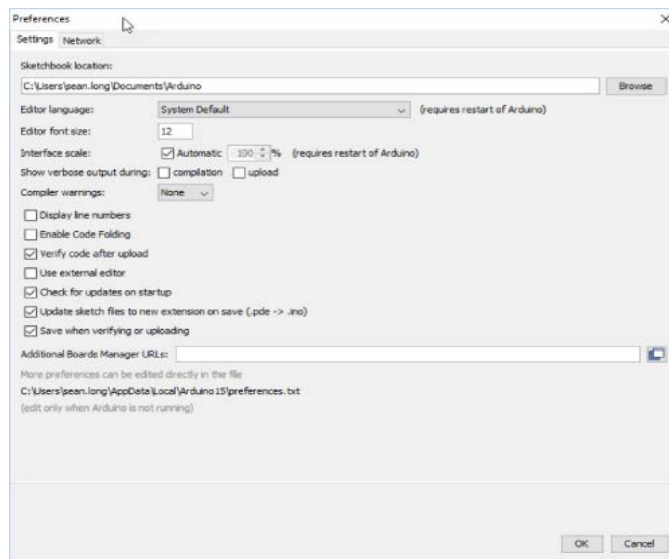 Preferences
Settings Network
Sketchbook location:
C:\Users\sean.long\Documents\Arduino Browse
Editor language: System Default (requires restart of Arduino)
Editor font size: 12
Interface scale: Automatic 100 % (requires restart of Arduino)
Show verbose output during: compilation upload
Compiler warnings: None
Display line numbers
Enable Code Folding
Verify code after upload
Use external editor
Check for updates on startup
Update sketch files to new extension on save (.pde -> .ino)
Save when verifying or uploading
Additional Boards Manager URLs:
More preferences can be edited directly in the file
C:\Users\sean.long\AppData\Local\Arduino15\preferences.txt
(edit only when Arduino is not running)
OK Cancel